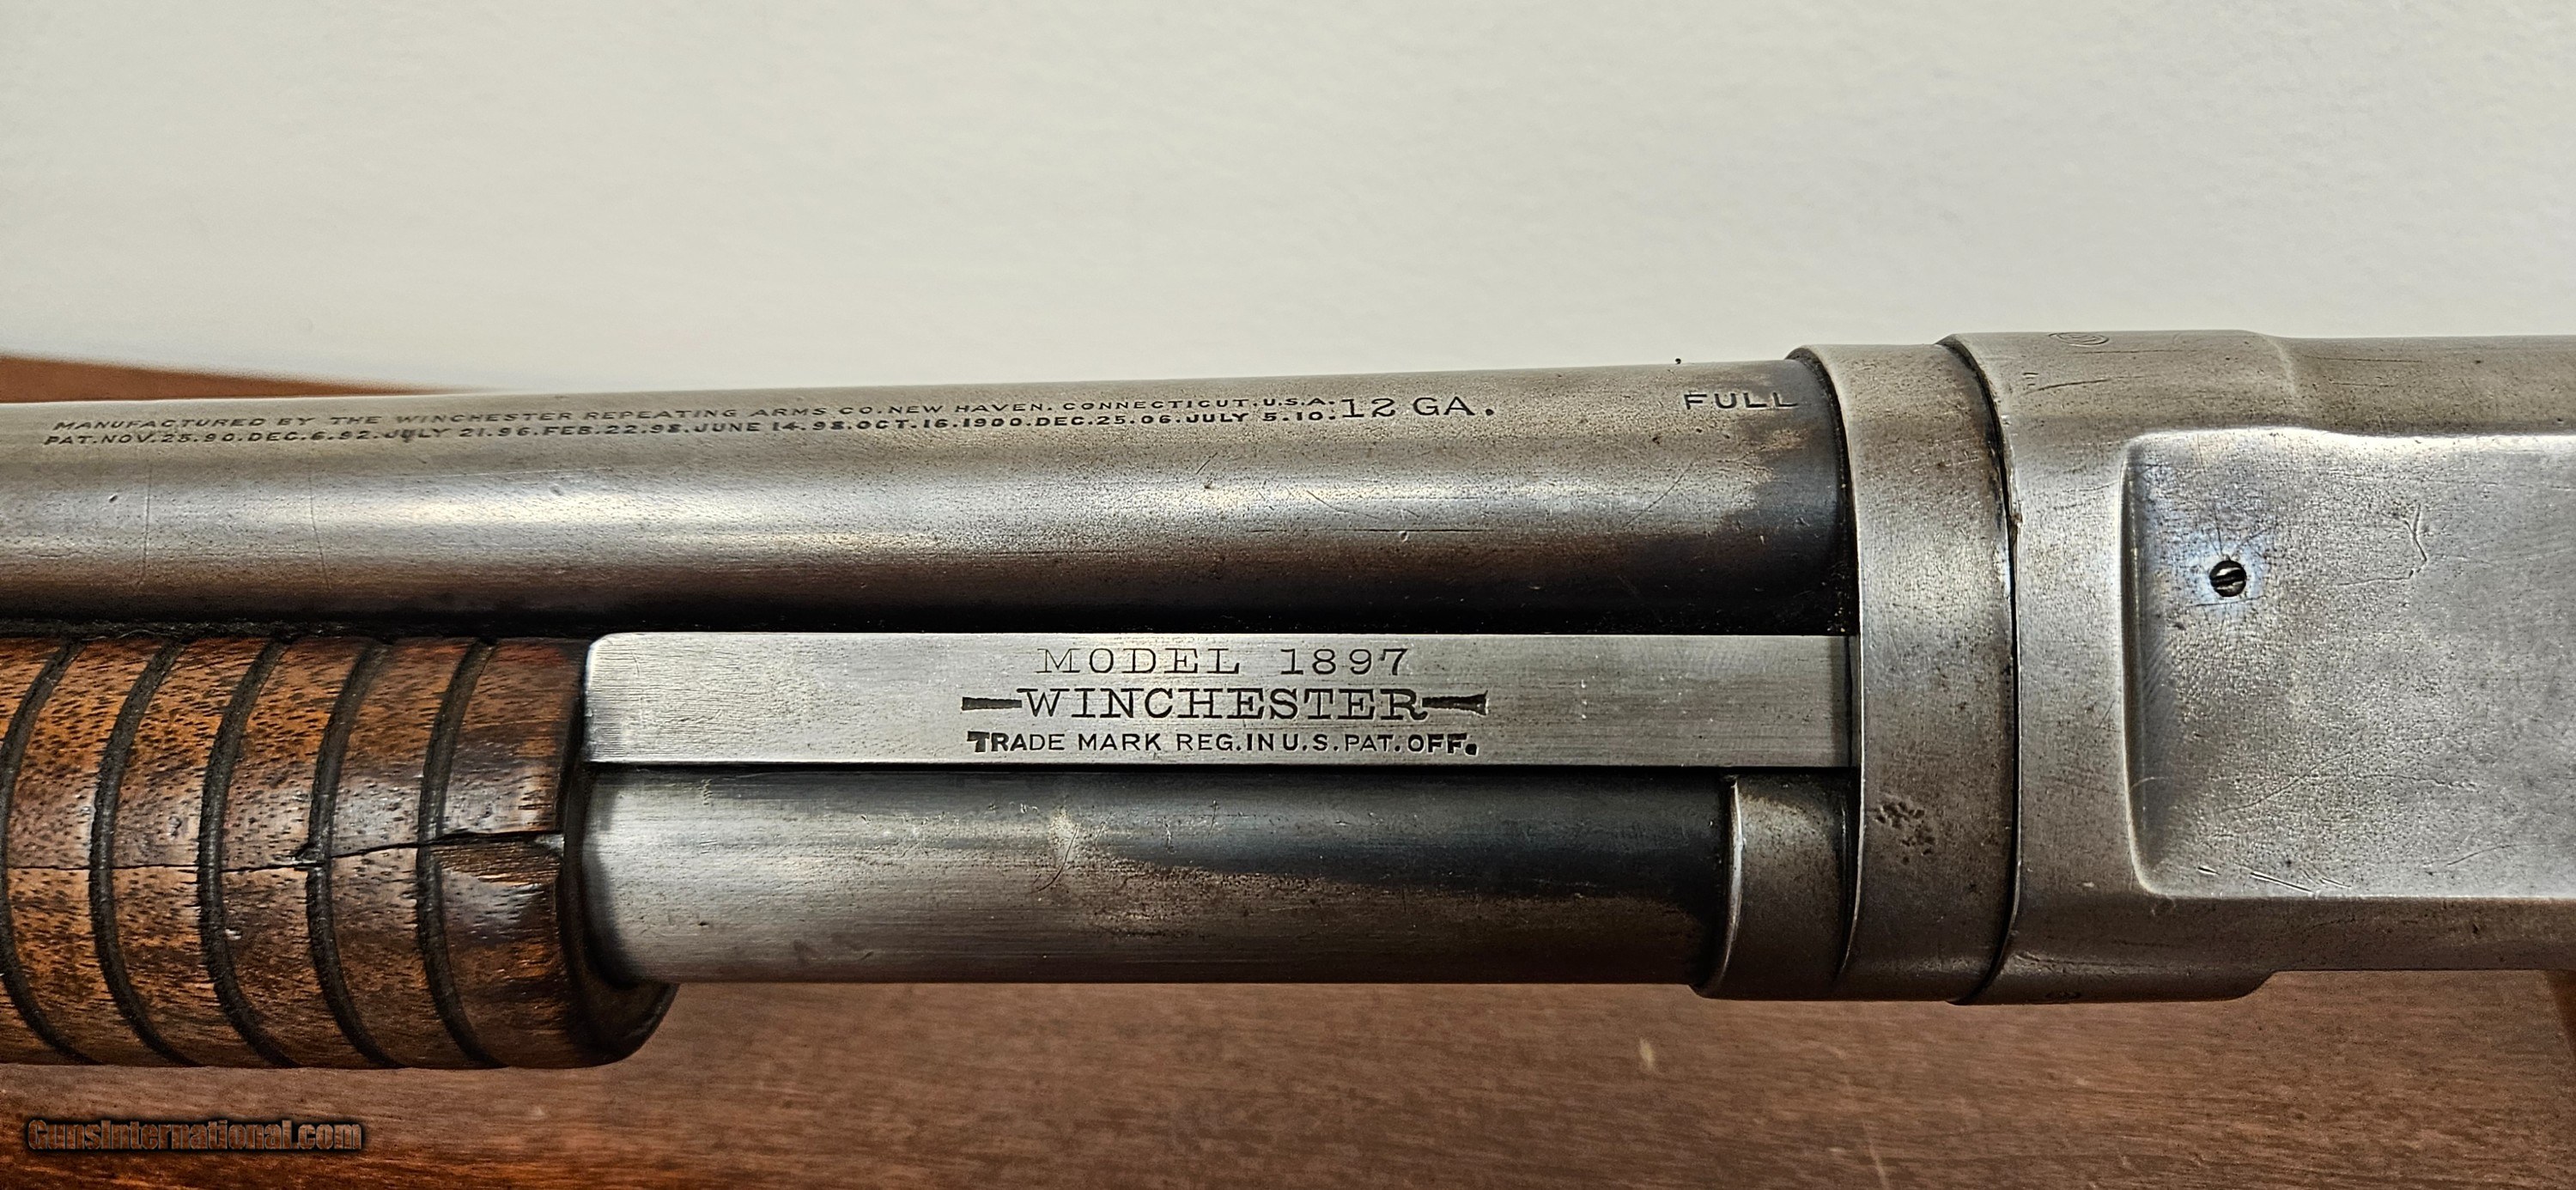 MANUFACTURED BY THE WINCHESTER REPEATING ARMS CO. NEW HAVEN. CONNECTICUT. U.S.A. 12 GA. FULL
PAT. NOV. 25. 90. DEC. 6. 92. JULY 21. 96. FEB. 22. 98. JUNE 14. 98. OCT. 16. 1900. DEC. 25. 06. JULY 5. 10.
MODEL 1897
WINCHESTER
TRADE MARK REG. IN U.S. PAT. OFF.
GunsInternational.com